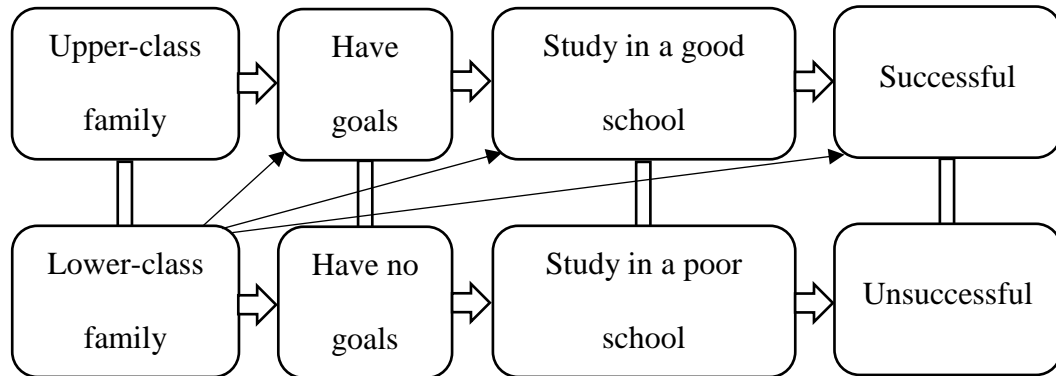 Upper-class
family
Have
goals
Study in a good
school
Successful
Lower-class
family
Have no
goals
Study in a poor
school
Unsuccessful